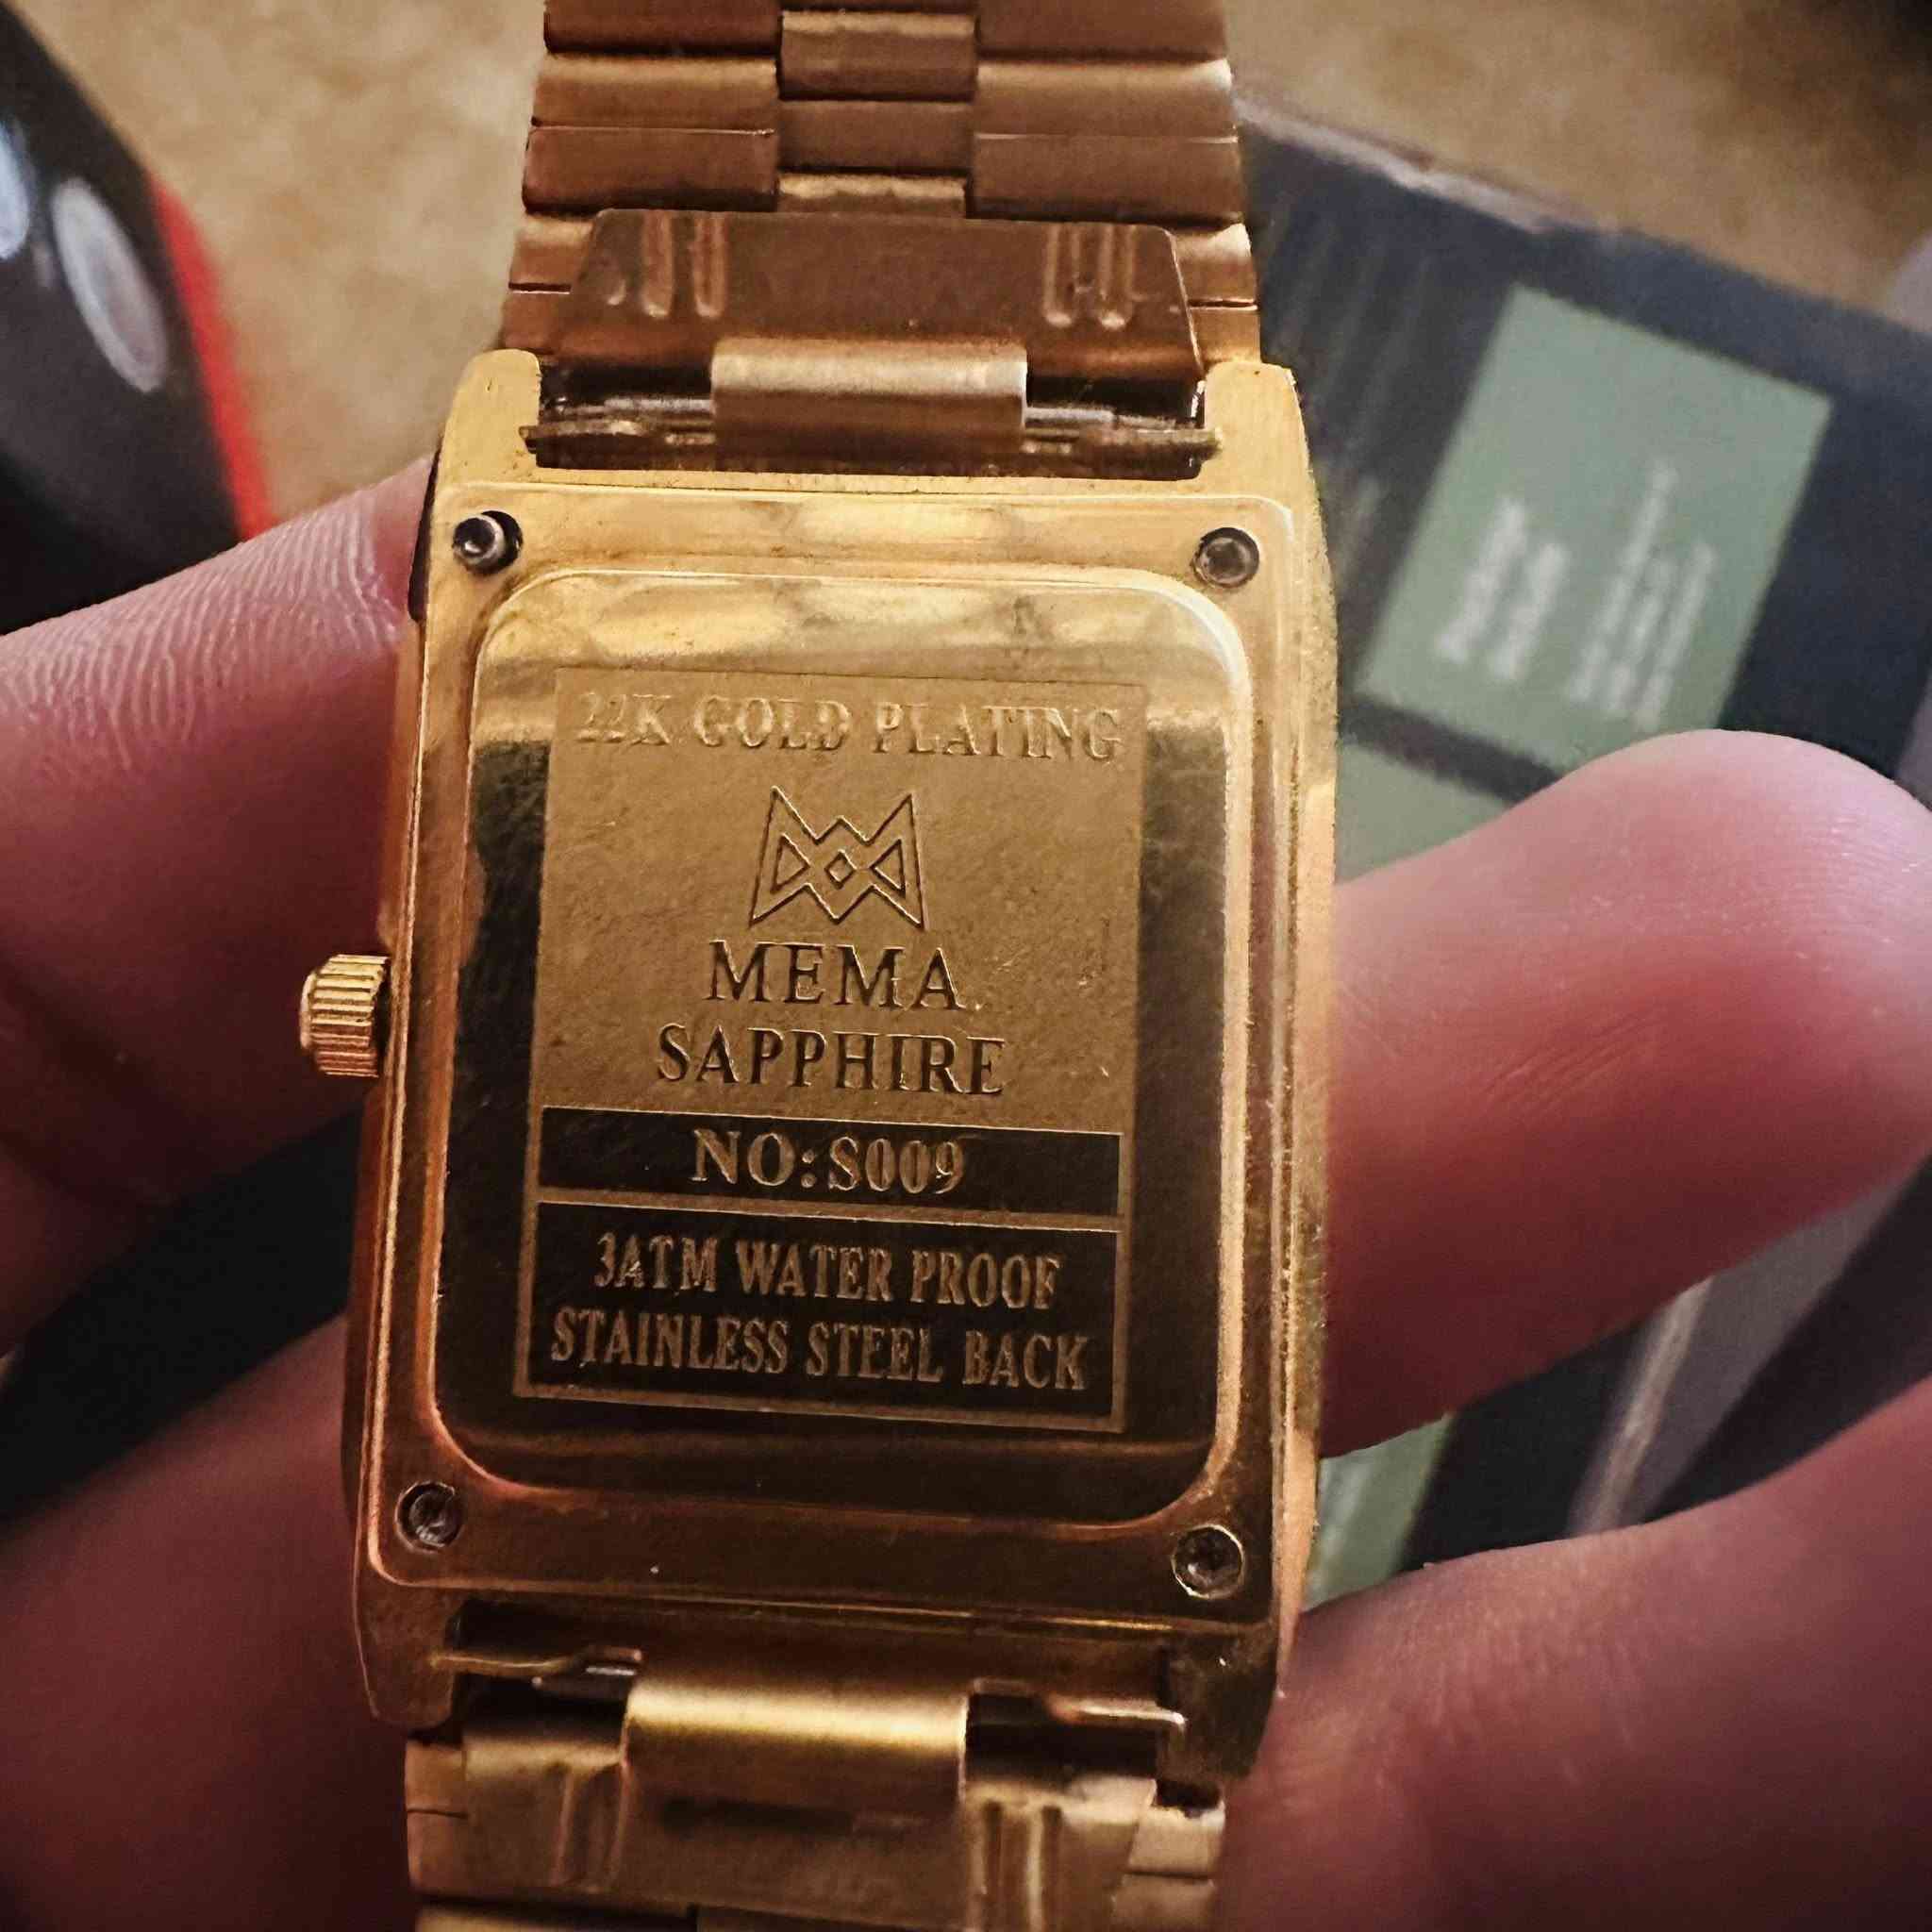 22K GOLD PLATING
MEMA
SAPPHIRE
NO:S009
3ATM WATER PROOF
STAINLESS STEEL BACK